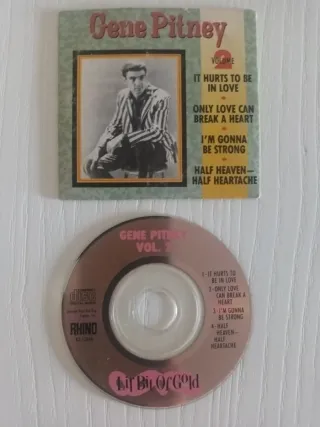 Gene Pitney
VOLUME
2
IT HURTS TO BE
IN LOVE
ONLY LOVE CAN
BREAK A HEART
I'M GONNA
BE STRONG
HALF HEAVEN—
HALF HEARTACHE
GENE PITNEY
VOL. 2
1-IT HURTS TO
BE IN LOVE
2-ONLY LOVE CAN
BREAK A
HEART
3-I'M GONNA
BE STRONG
4-HALF
HEAVEN—
HALF
HEARTACHE
RHINO
Lil' Bit Of Gold